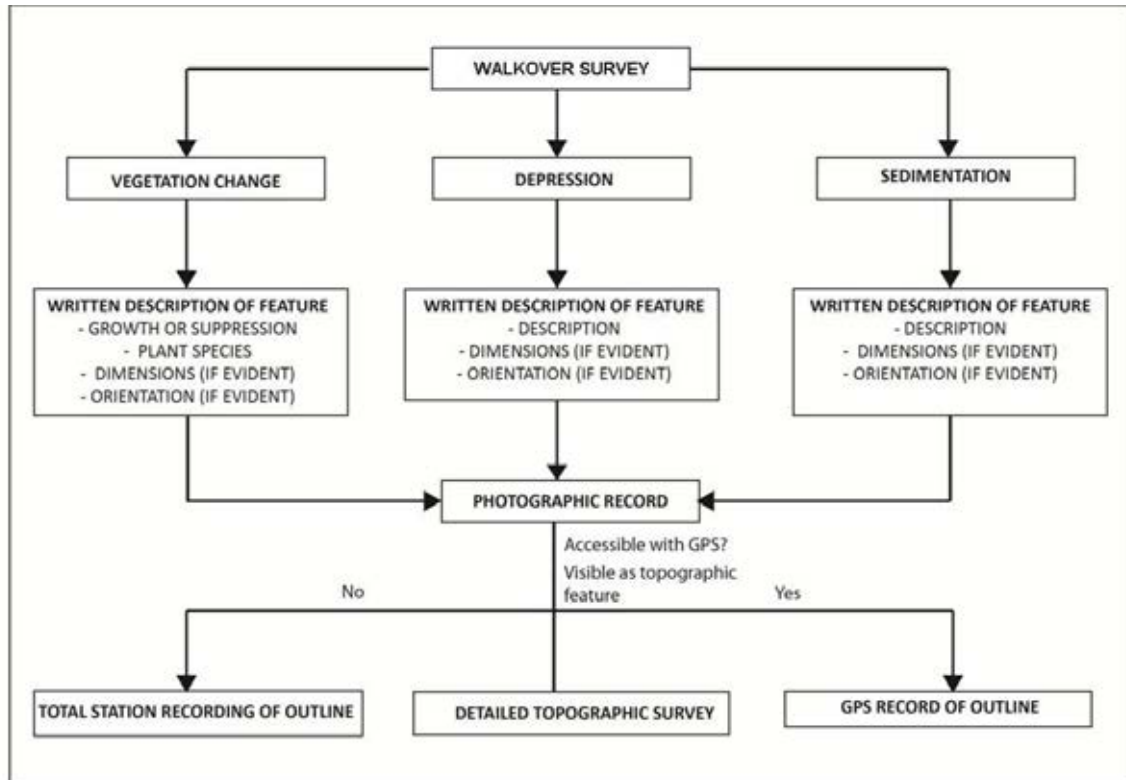 WALKOVER SURVEY
VEGETATION CHANGE
DEPRESSION
SEDIMENTATION
WRITTEN DESCRIPTION OF FEATURE
- GROWTH OR SUPPRESSION
- PLANT SPECIES
- DIMENSIONS (IF EVIDENT)
- ORIENTATION (IF EVIDENT)
WRITTEN DESCRIPTION OF FEATURE
- DESCRIPTION
- DIMENSIONS (IF EVIDENT)
- ORIENTATION (IF EVIDENT)
WRITTEN DESCRIPTION OF FEATURE
- DESCRIPTION
- DIMENSIONS (IF EVIDENT)
- ORIENTATION (IF EVIDENT)
PHOTOGRAPHIC RECORD
Accessible with GPS?
Visible as topographic
feature
No
Yes
TOTAL STATION RECORDING OF OUTLINE
DETAILED TOPOGRAPHIC SURVEY
GPS RECORD OF OUTLINE